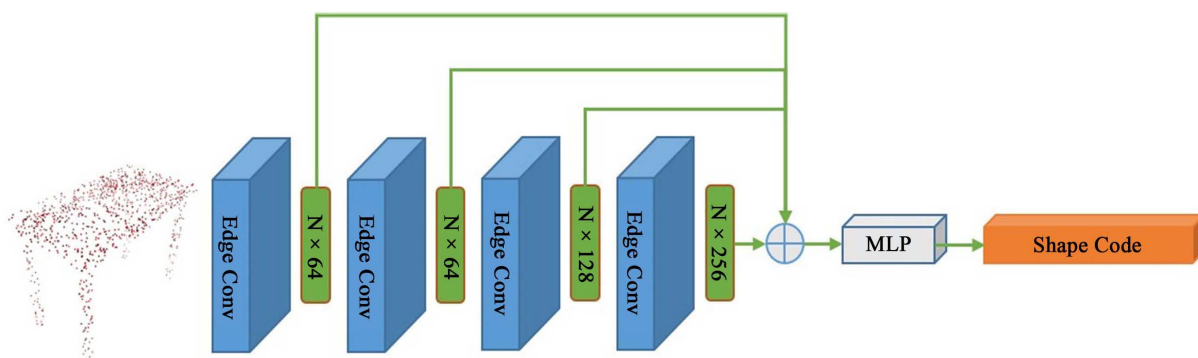 Edge Conv
N × 64
Edge Conv
N × 64
Edge Conv
N × 128
Edge Conv
N × 256
MLP
Shape Code